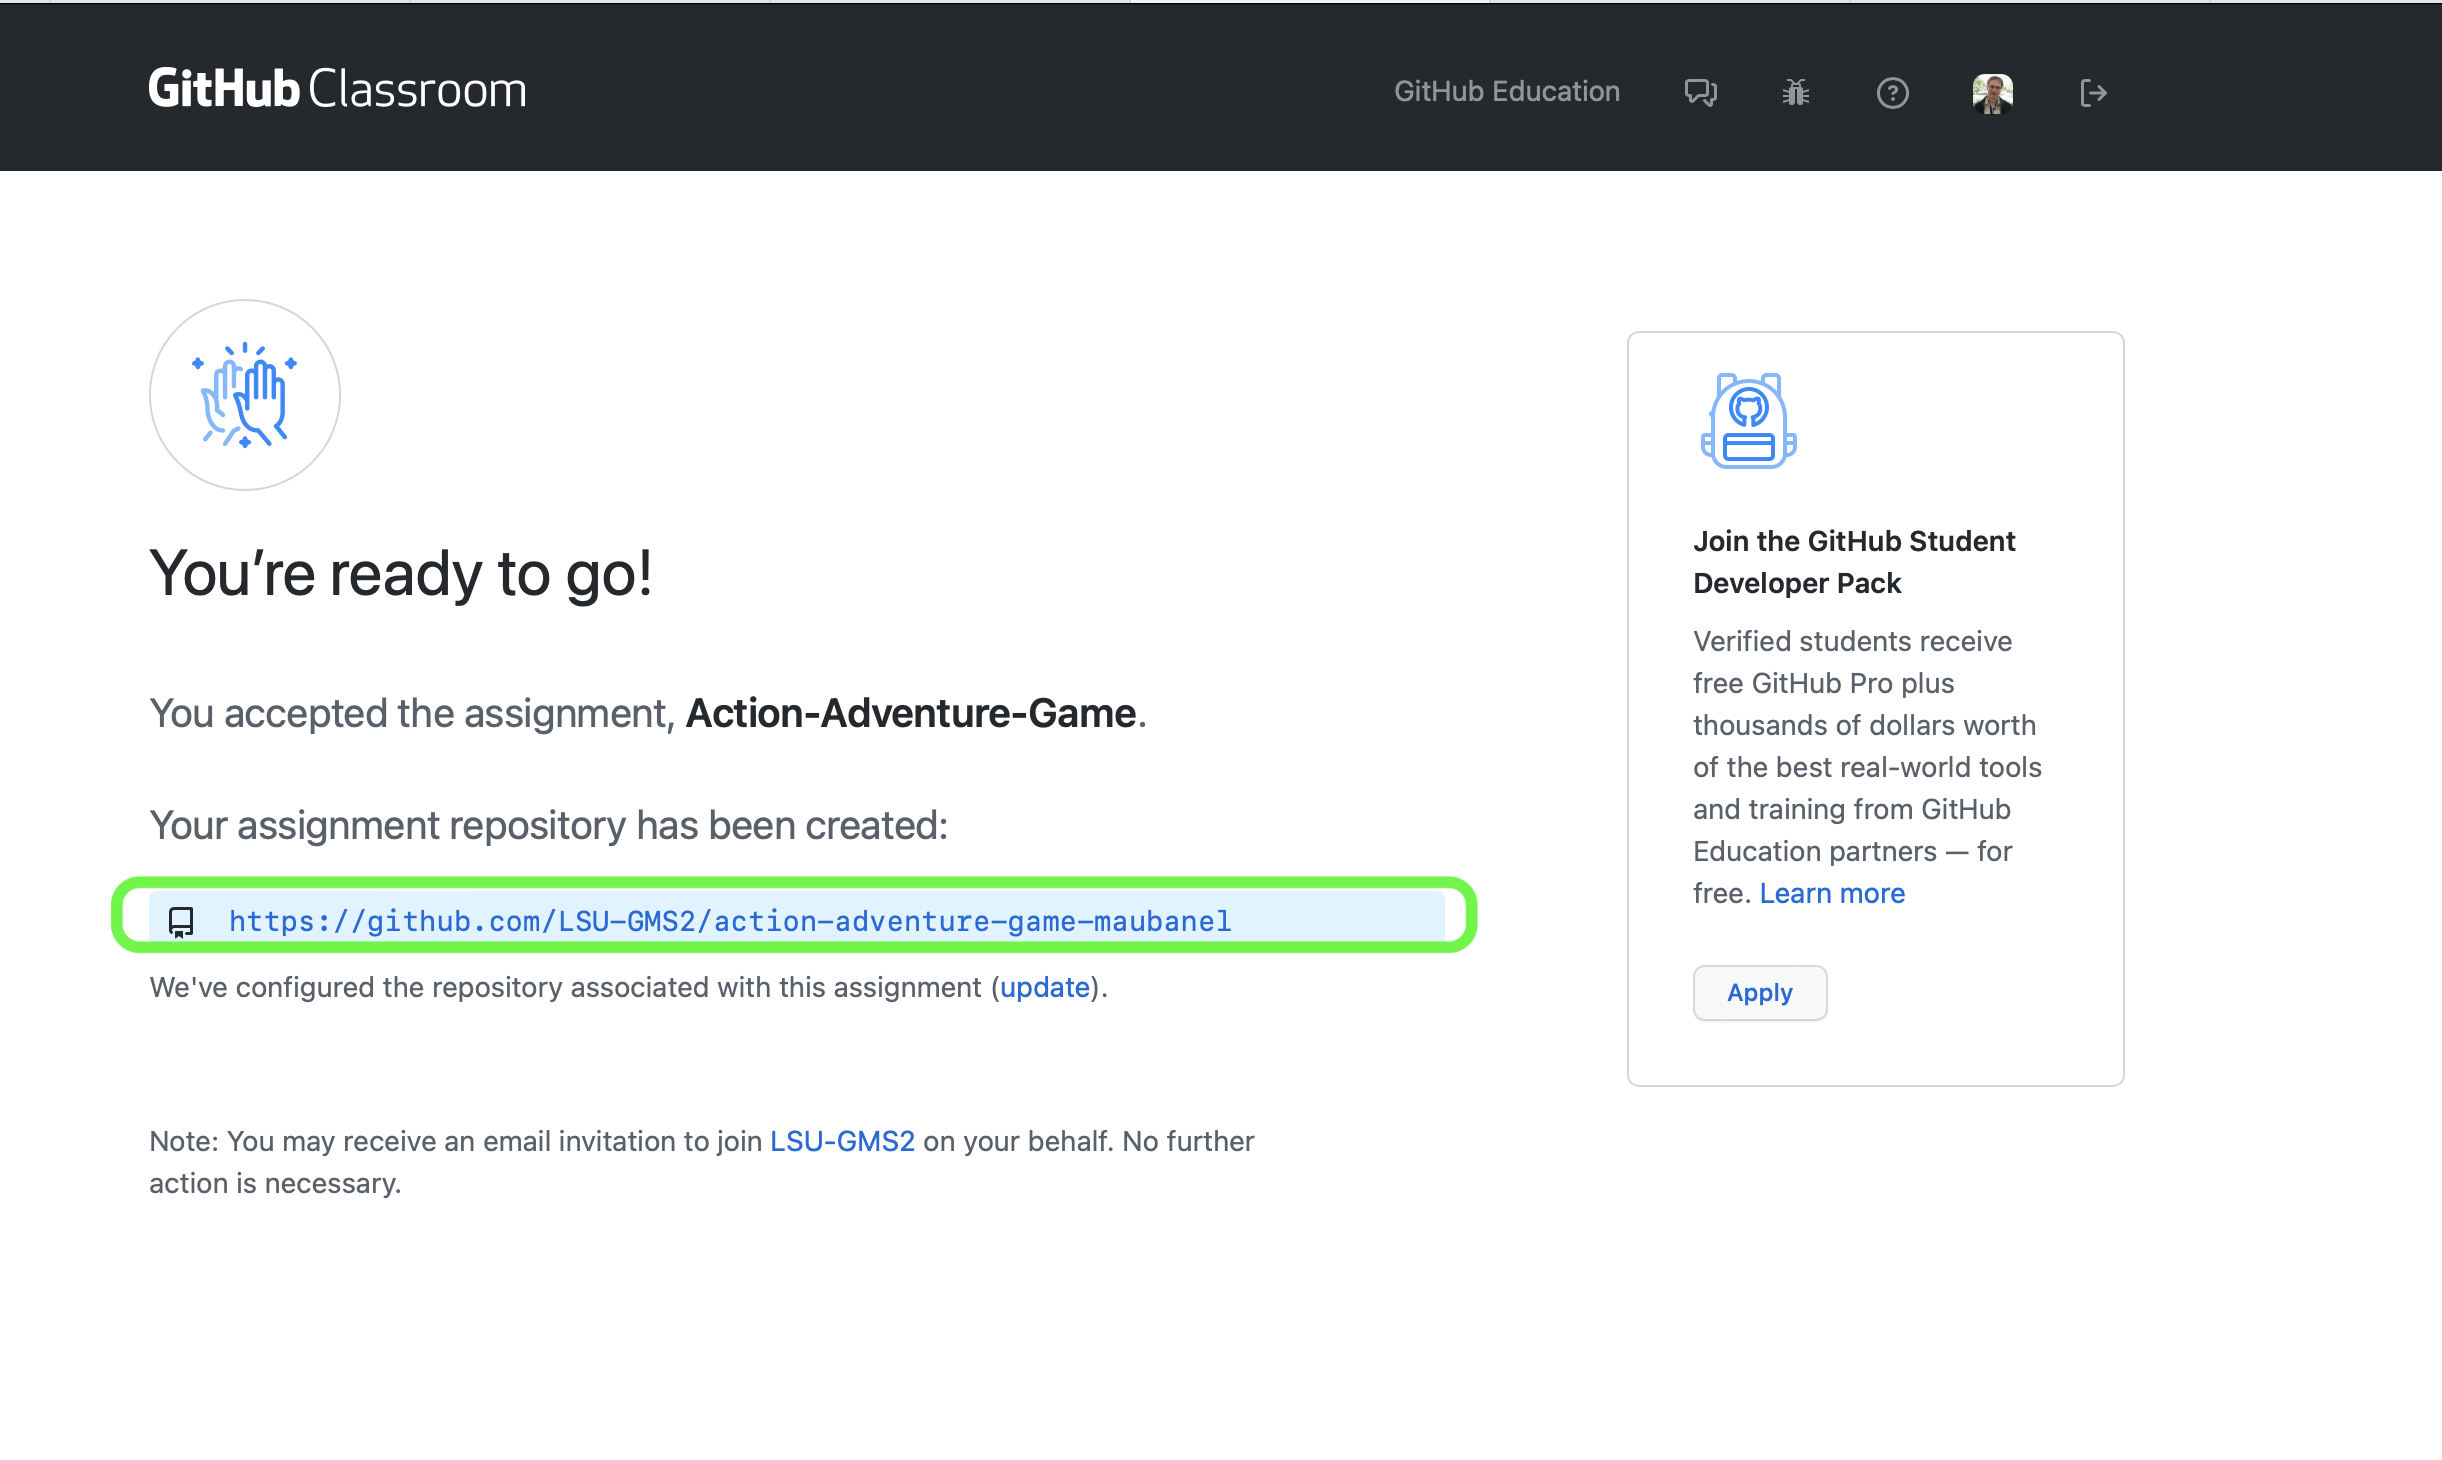 GitHub Classroom
GitHub Education
You’re ready to go!
You accepted the assignment, Action-Adventure-Game.
Your assignment repository has been created:
https://github.com/LSU-GMS2/action-adventure-game-maubanel
We've configured the repository associated with this assignment (update).
Note: You may receive an email invitation to join LSU-GMS2 on your behalf. No further
action is necessary.
Join the GitHub Student
Developer Pack
Verified students receive
free GitHub Pro plus
thousands of dollars worth
of the best real-world tools
and training from GitHub
Education partners — for
free. Learn more
Apply